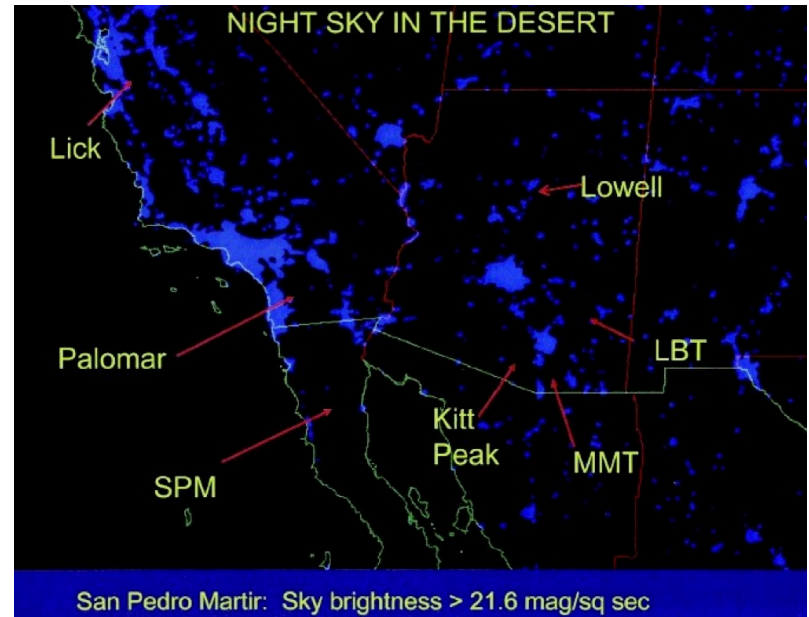 NIGHT SKY IN THE DESERT
Lick
Lowell
Palomar
LBT
Kitt
Peak
MMT
SPM
San Pedro Martir: Sky brightness > 21.6 mag/sq sec